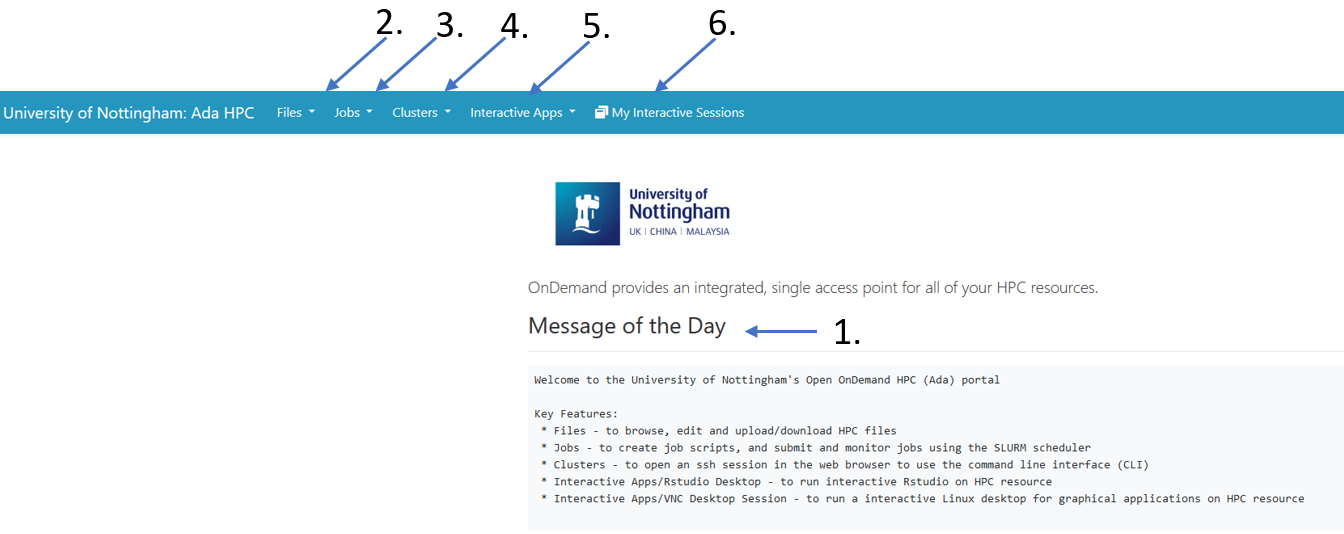 2. 3. 4. 5. 6.
University of Nottingham: Ada HPC Files Jobs Clusters Interactive Apps My Interactive Sessions
University of
Nottingham
UK | CHINA | MALAYSIA
OnDemand provides an integrated, single access point for all of your HPC resources.
Message of the Day 1.
Welcome to the University of Nottingham's Open OnDemand HPC (Ada) portal
Key Features:
* Files - to browse, edit and upload/download HPC files
* Jobs - to create job scripts, and submit and monitor jobs using the SLURM scheduler
* Clusters - to open an ssh session in the web browser to use the command line interface (CLI)
* Interactive Apps/Rstudio Desktop - to run interactive Rstudio on HPC resource
* Interactive Apps/VNC Desktop Session - to run a interactive Linux desktop for graphical applications on HPC resource